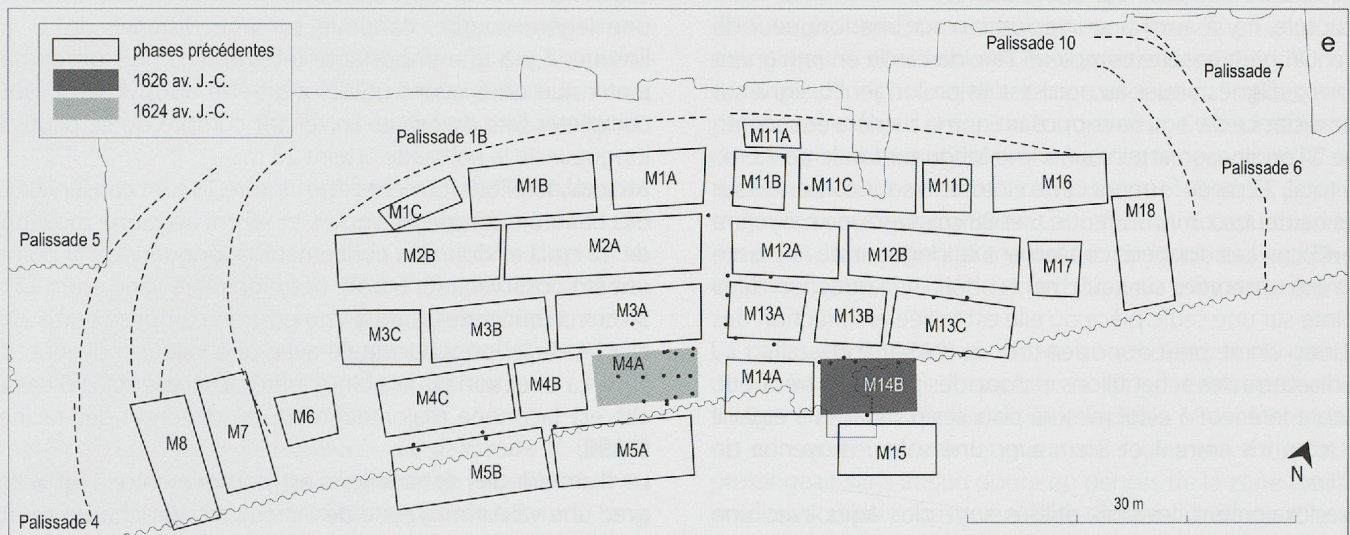 e
phases précédentes
1626 av. J.-C.
1624 av. J.-C.
Palissade 10
Palissade 7
Palissade 1B
Palissade 6
Palissade 5
Palissade 4
M11A
M1C
M1B
M1A
M11B
M11C
M11D
M16
M18
M2B
M2A
M12A
M12B
M17
M3C
M3B
M3A
M13A
M13B
M13C
M4C
M4B
M4A
M14A
M14B
M8
M7
M6
M5B
M5A
M15
N
30 m